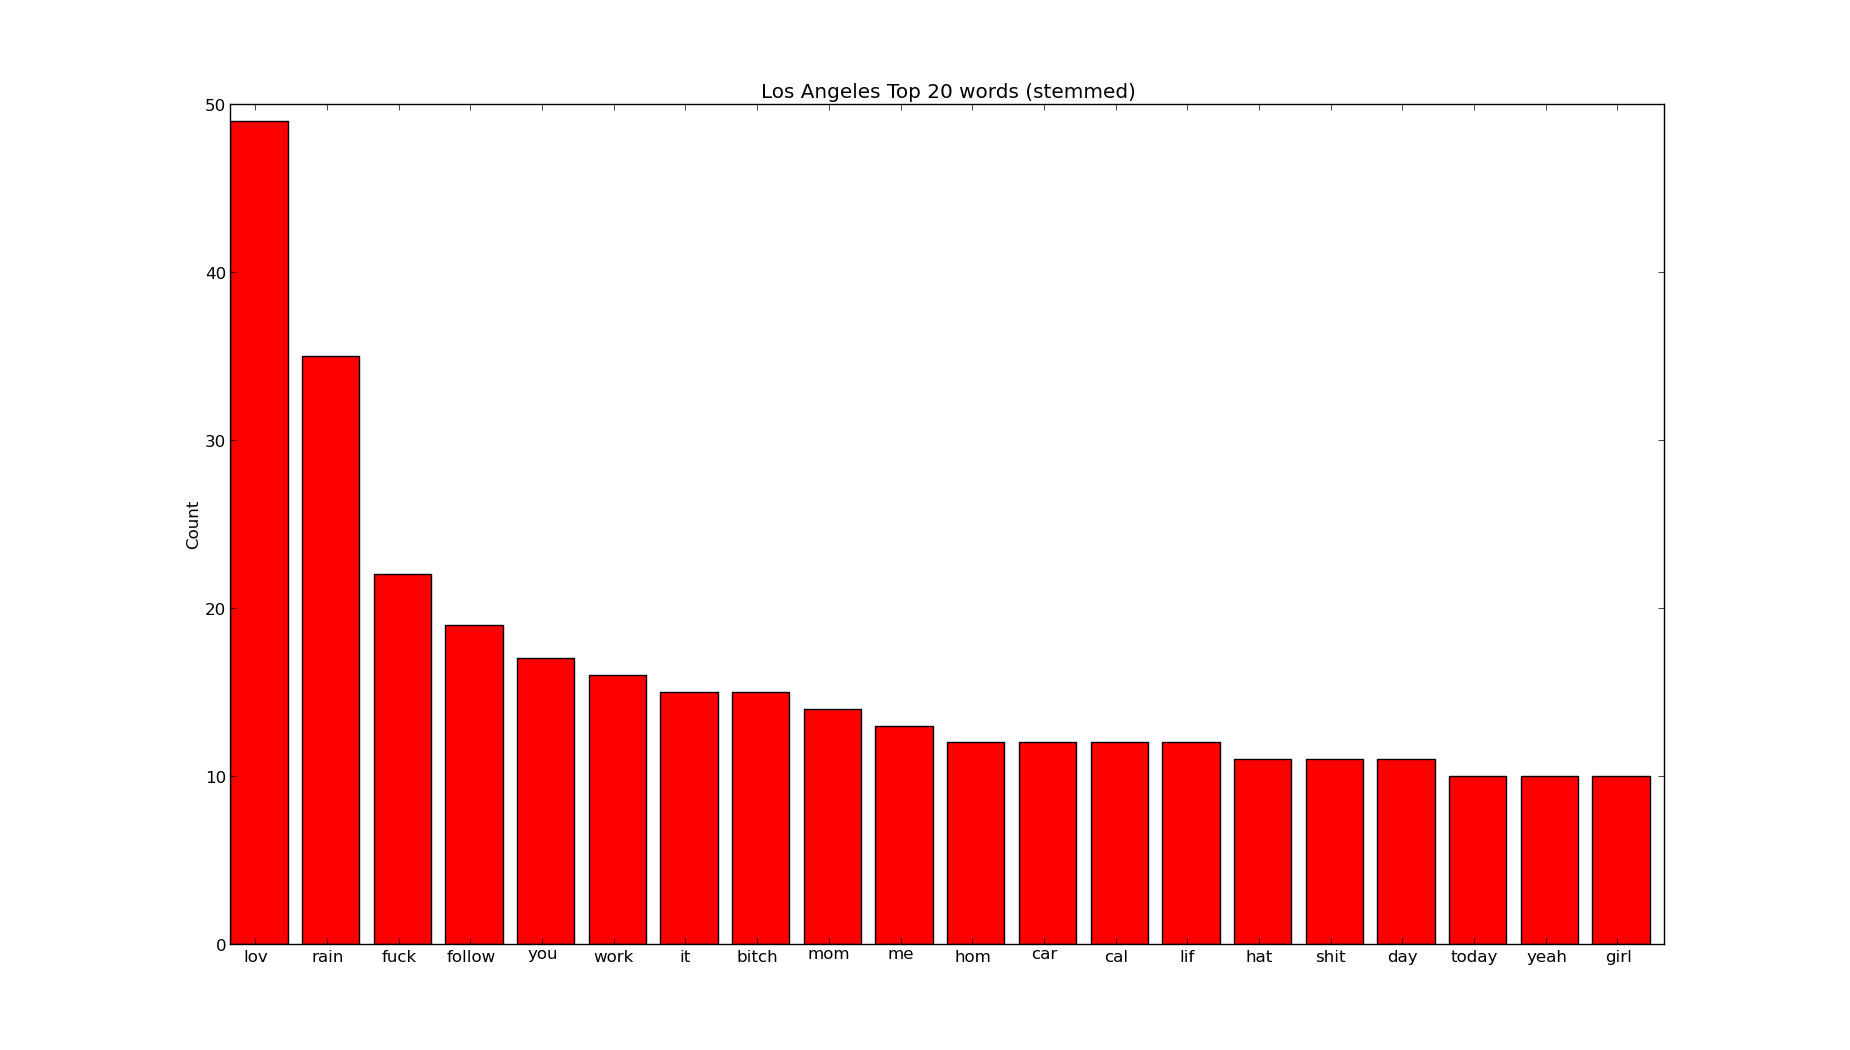 Los Angeles Top 20 words (stemmed)
50
40
30
20
10
0
Count
lov rain fuck follow you work it bitch mom me hom car cal lif hat shit day today yeah girl